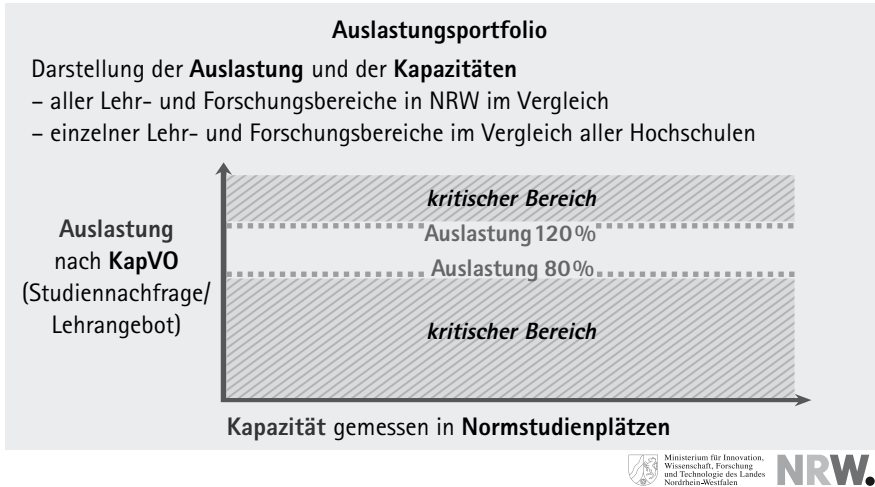 Auslastungsportfolio
Darstellung der Auslastung und der Kapazitäten
– aller Lehr- und Forschungsbereiche in NRW im Vergleich
– einzelner Lehr- und Forschungsbereiche im Vergleich aller Hochschulen
kritischer Bereich
Auslastung 120%
Auslastung 80%
kritischer Bereich
Auslastung
nach KapVO
(Studiennachfrage/
Lehrangebot)
Kapazität gemessen in Normstudienplätzen
Ministerium für Innovation,
Wissenschaft, Forschung
und Technologie des Landes
Nordrhein-Westfalen
NRW.